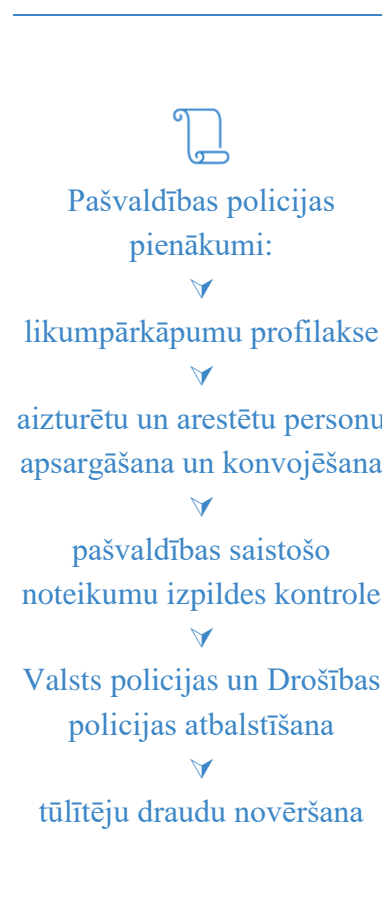 Pašvaldības policijas
pienākumi:
likumpārkāpumu profilakse
aizturētu un arestētu personu
apsargāšana un konvojēšana
pašvaldības saistošo
noteikumu izpildes kontrole
Valsts policijas un Drošības
policijas atbalstīšana
tūlītēju draudu novēršana